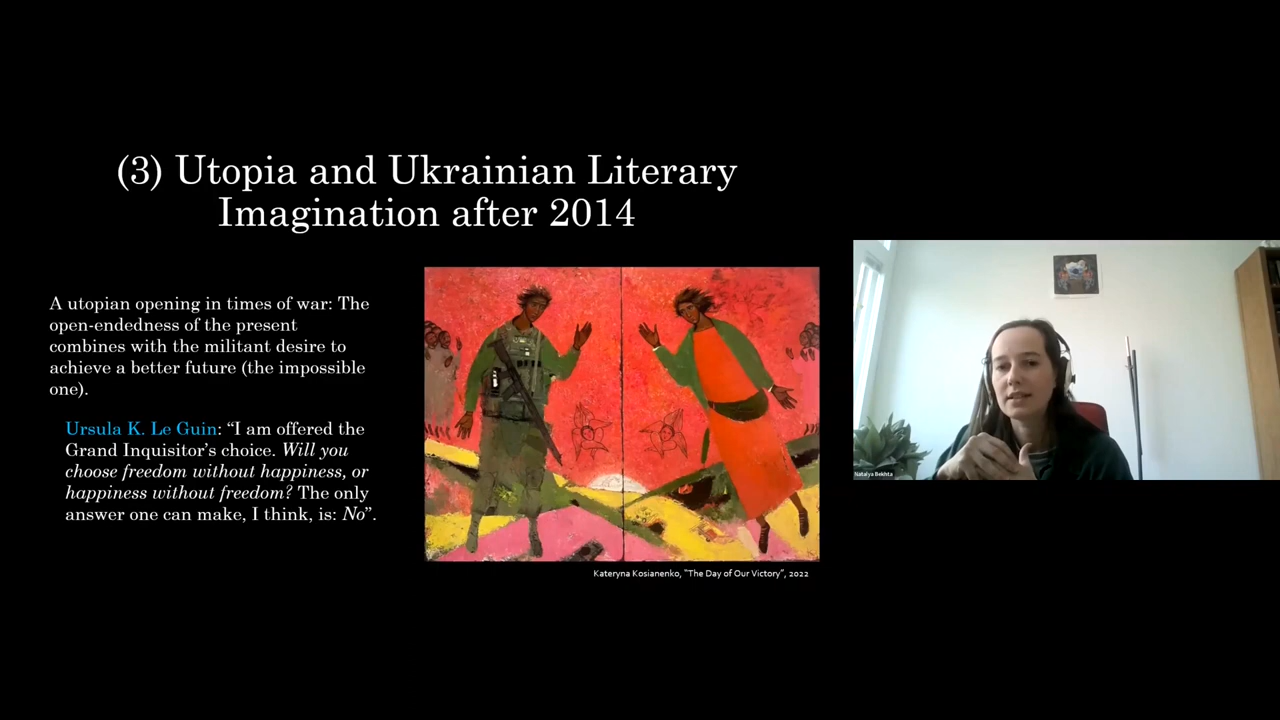 (3) Utopia and Ukrainian Literary
Imagination after 2014
A utopian opening in times of war: The
open-endedness of the present
combines with the militant desire to
achieve a better future (the impossible
one).
Ursula K. Le Guin: “I am offered the
Grand Inquisitor’s choice. Will you
choose freedom without happiness, or
happiness without freedom? The only
answer one can make, I think, is: No”.
Kateryna Kosianenko, "The Day of Our Victory", 2022
Natalya Bekhta